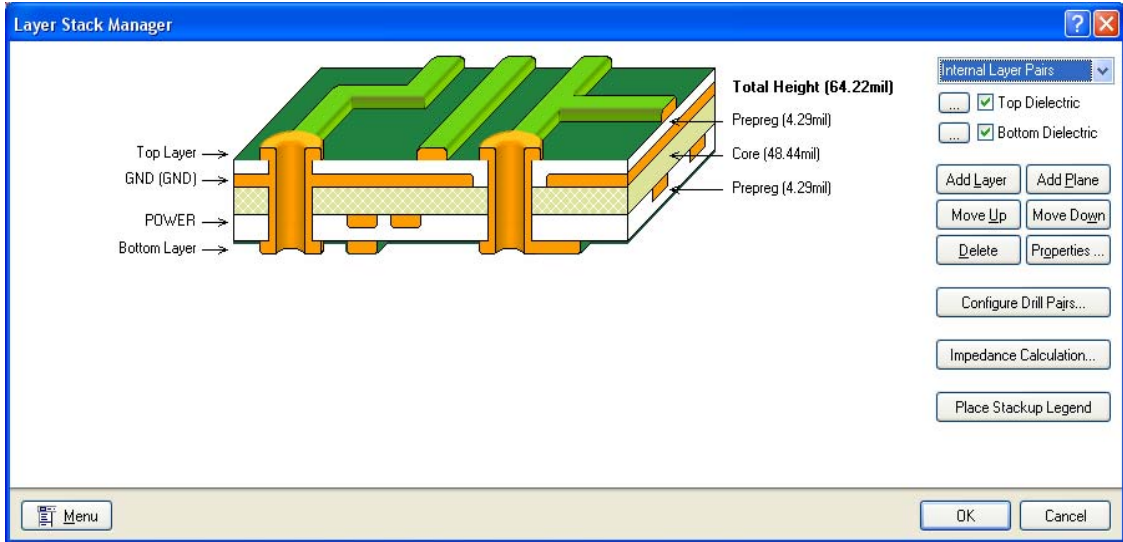 Layer Stack Manager
Top Layer
GND (GND)
POWER
Bottom Layer
Total Height (64.22mil)
Prepreg (4.29mil)
Core (48.44mil)
Prepreg (4.29mil)
Internal Layer Pairs
... Top Dielectric
... Bottom Dielectric
Add Layer Add Plane
Move Up Move Down
Delete Properties ...
Configure Drill Pairs...
Impedance Calculation...
Place Stackup Legend
Menu OK Cancel